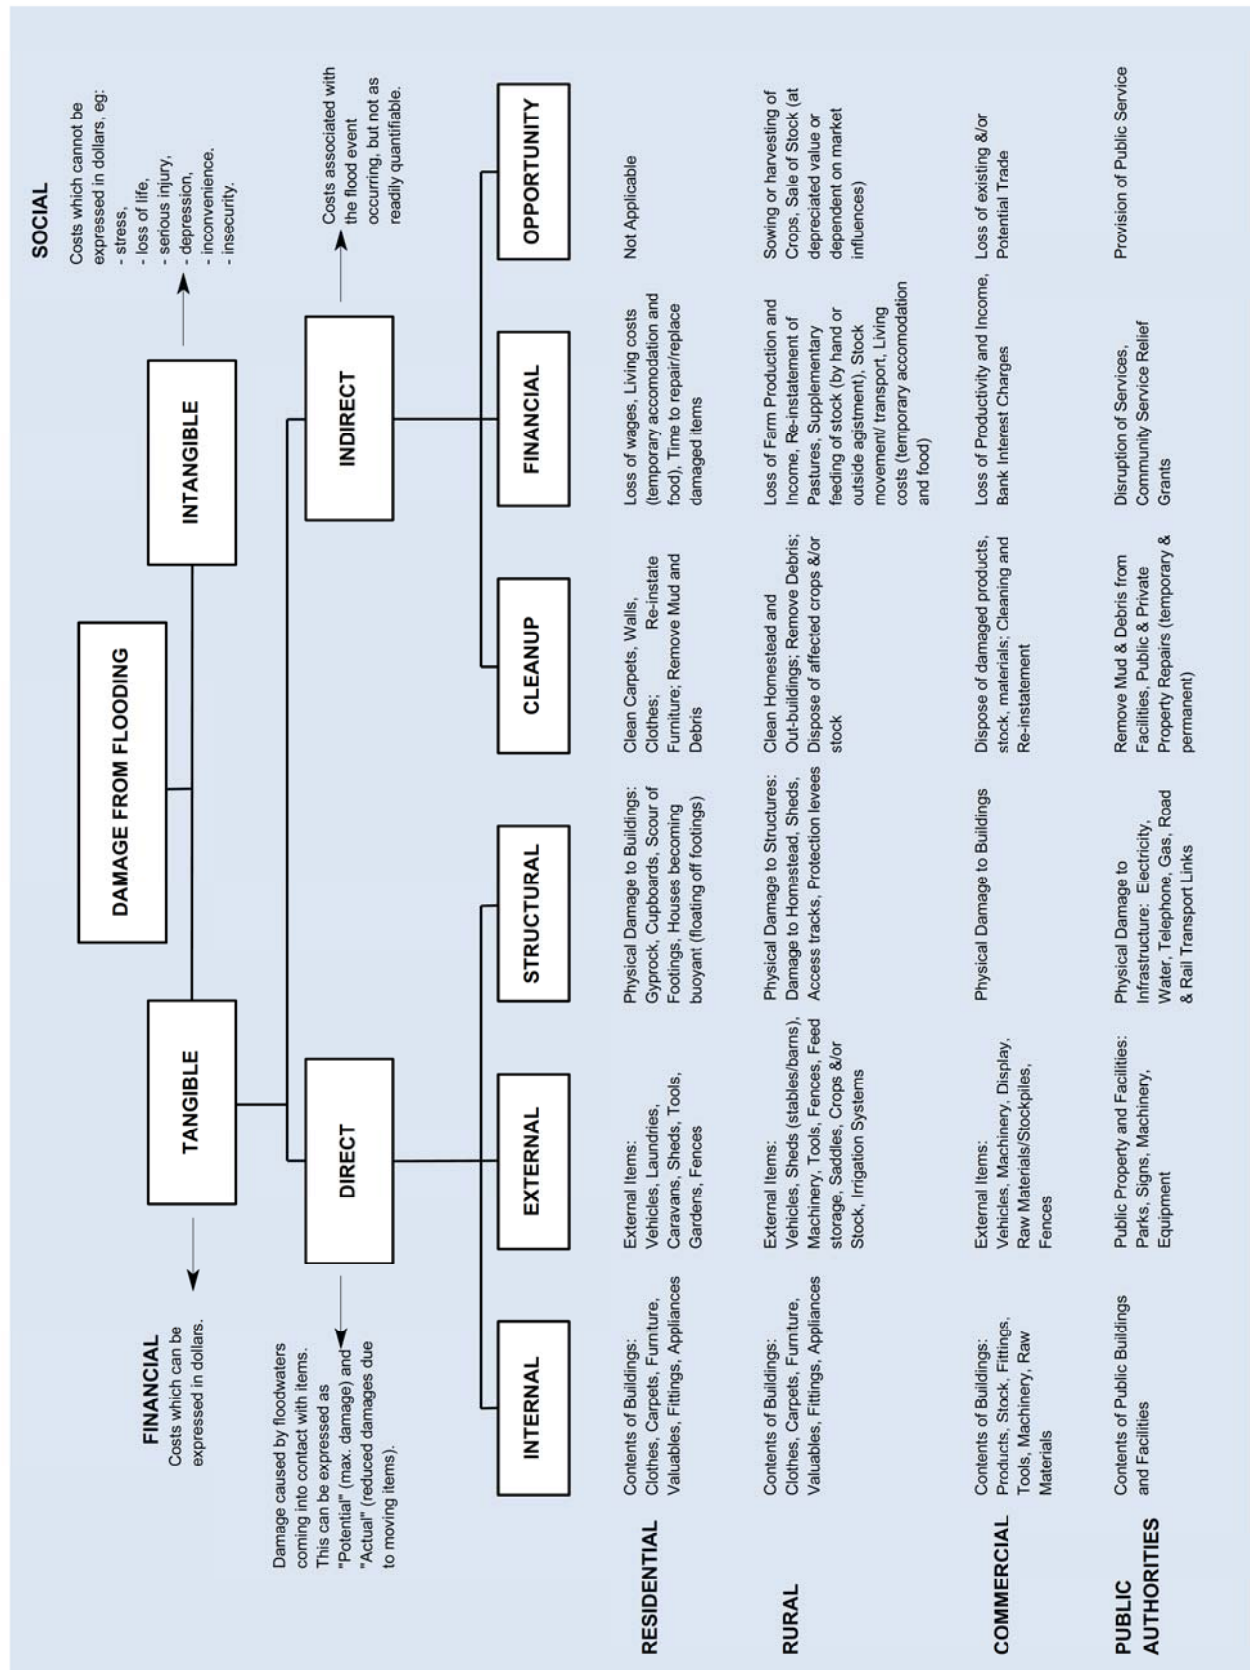 DAMAGE FROM FLOODING
FINANCIAL
Costs which can be
expressed in dollars.
TANGIBLE
INTANGIBLE
SOCIAL
Costs which cannot be
expressed in dollars, eg:
- stress,
- loss of life,
- serious injury,
- depression,
- inconvenience.
- insecurity.
Damage caused by floodwaters
coming into contact with items.
This can be expressed as
"Potential" (max. damage) and
"Actual" (reduced damages due
to moving items).
DIRECT
INDIRECT
Costs associated with
the flood event
occurring, but not as
readily quantifiable.
INTERNAL
EXTERNAL
STRUCTURAL
CLEANUP
FINANCIAL
OPPORTUNITY
RESIDENTIAL
Contents of Buildings:
Clothes, Carpets, Furniture,
Valuables, Fittings, Appliances
External Items:
Vehicles, Laundries,
Caravans, Sheds, Tools,
Gardens, Fences
Physical Damage to Buildings:
Gyprock, Cupboards, Scour of
Footings, Houses becoming
buoyant (floating off footings)
Clean Carpets, Walls,
Clothes; Re-instate
Furniture; Remove Mud and
Debris
Loss of wages, Living costs
(temporary accomodation and
food), Time to repair/replace
damaged items
Not Applicable
RURAL
Contents of Buildings:
Clothes, Carpets, Furniture,
Valuables, Fittings, Appliances
External Items:
Vehicles, Sheds (stables/barns),
Machinery, Tools, Fences, Feed
storage, Saddles, Crops &/or
Stock, Irrigation Systems
Physical Damage to Structures:
Damage to Homestead, Sheds,
Access tracks, Protection levees
Clean Homestead and
Out-buildings; Remove Debris;
Dispose of affected crops &/or
stock
Loss of Farm Production and
Income, Re-instatement of
Pastures, Supplementary
feeding of stock (by hand or
outside agistment), Stock
movement/ transport, Living
costs (temporary accomodation
and food)
Sowing or harvesting of
Crops, Sale of Stock (at
depreciated value or
dependent on market
influences)
COMMERCIAL
Contents of Buildings:
Products, Stock, Fittings,
Tools, Machinery, Raw
Materials
External Items:
Vehicles, Machinery, Display,
Raw Materials/Stockpiles,
Fences
Physical Damage to Buildings
Dispose of damaged products,
stock, materials; Cleaning and
Re-instatement
Loss of Productivity and Income,
Bank Interest Charges
Loss of existing &/or
Potential Trade
PUBLIC
AUTHORITIES
Contents of Public Buildings
and Facilities
Public Property and Facilities:
Parks, Signs, Machinery,
Equipment
Physical Damage to
Infrastructure: Electricity,
Water, Telephone, Gas, Road
& Rail Transport Links
Remove Mud & Debris from
Facilities, Public & Private
Property Repairs (temporary &
permanent)
Disruption of Services,
Community Service Relief
Grants
Provision of Public Service